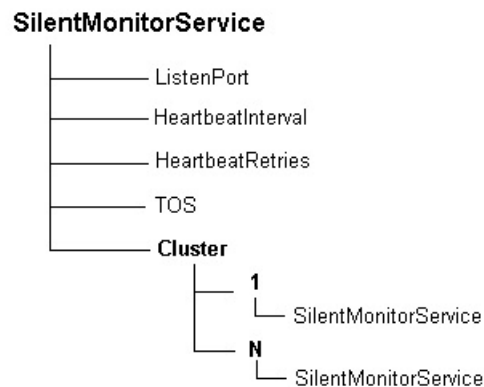 SilentMonitorService
ListenPort
HeartbeatInterval
HeartbeatRetries
TOS
Cluster
1
SilentMonitorService
N
SilentMonitorService